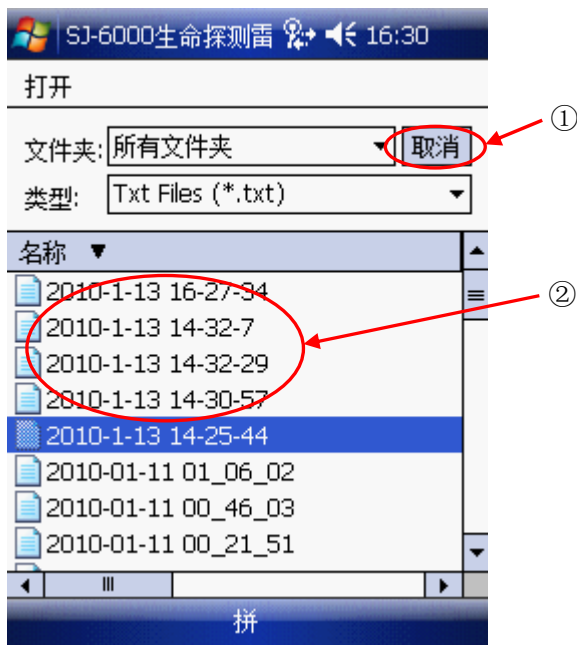 SJ-6000生命探测雷 16:30
打开
①
文件夹: 所有文件夹 取消
类型: Txt Files (*.txt)
名称
2010-1-13 16-27-34
②
2010-1-13 14-32-7
2010-1-13 14-32-29
2010-1-13 14-30-57
2010-1-13 14-25-44
2010-01-11 01_06_02
2010-01-11 00_46_03
2010-01-11 00_21_51
拼